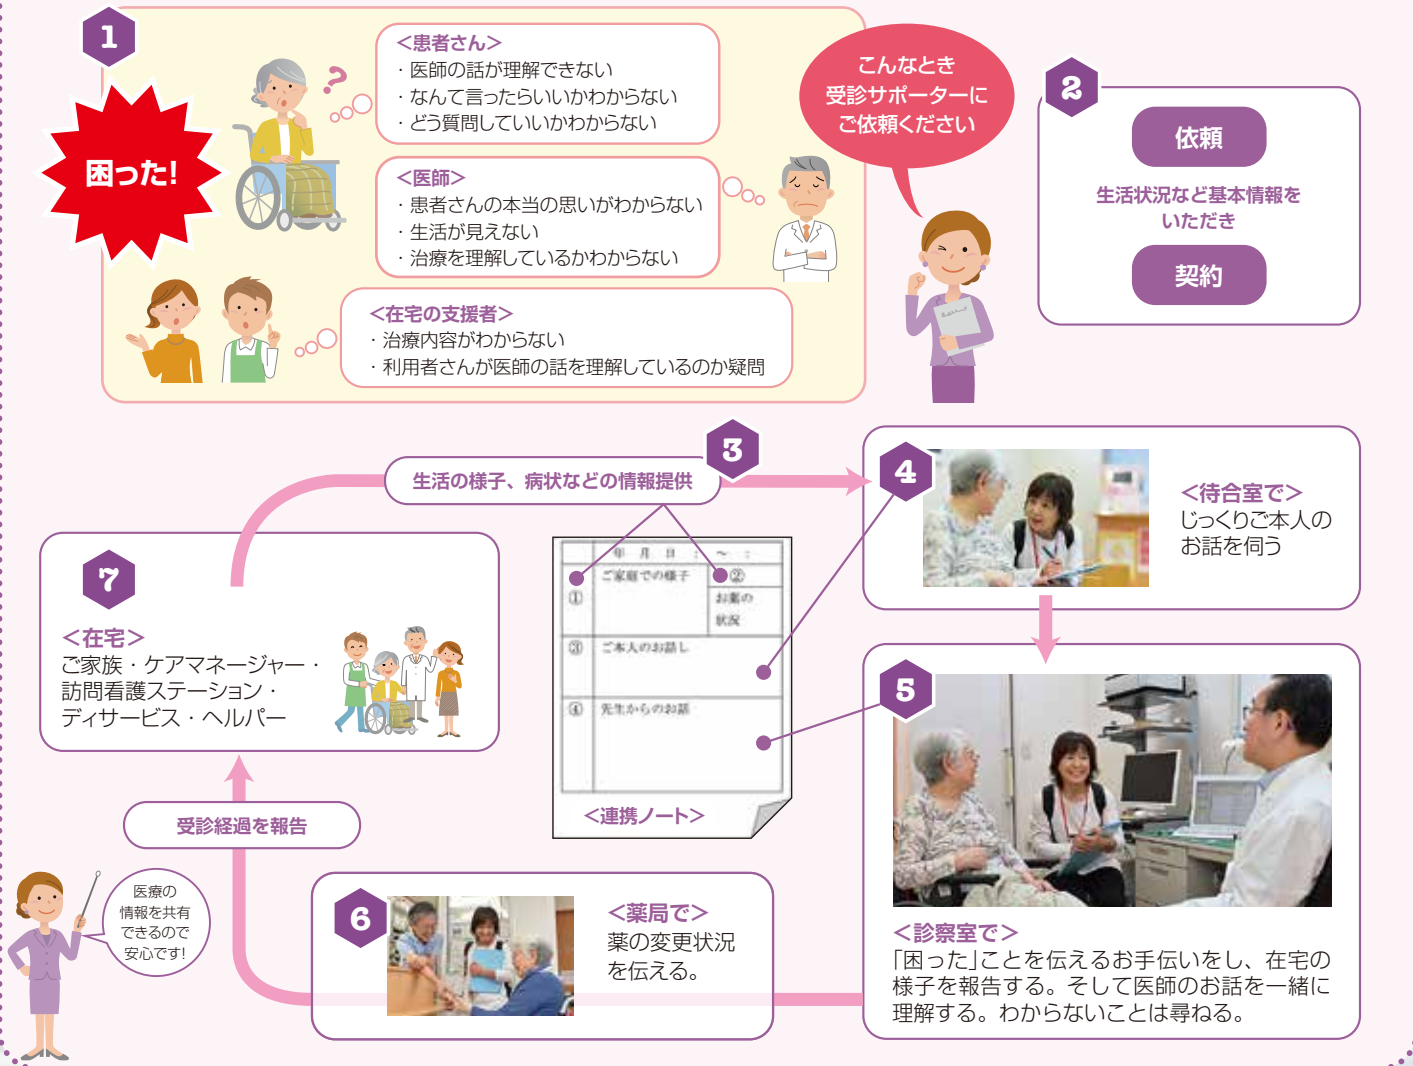 1
困った!
<患者さん>
・医師の話が理解できない
・なんて言ったらいいかわからない
・どう質問していいかわからない
?
<医師>
・患者さんの本当の思いがわからない
・生活が見えない
・治療を理解しているかわからない
<在宅の支援者>
・治療内容がわからない
・利用者さんが医師の話を理解しているのか疑問
こんなとき
受診サポーターに
ご依頼ください
2
依頼
生活状況など基本情報を
いただき
契約
3
生活の様子、病状などの情報提供
年 月 日 : 〜 :
① ご家庭での様子
②
お薬の
状況
③ ご本人のお話し
④ 先生からのお話
<連携ノート>
4
<待合室で>
じっくりご本人の
お話を伺う
5
<診察室で>
「困った」ことを伝えるお手伝いをし、在宅の
様子を報告する。そして医師のお話を一緒に
理解する。わからないことは尋ねる。
6
<薬局で>
薬の変更状況
を伝える。
受診経過を報告
7
<在宅>
ご家族・ケアマネージャー・
訪問看護ステーション・
ディサービス・ヘルパー
医療の
情報を共有
できるので
安心です!